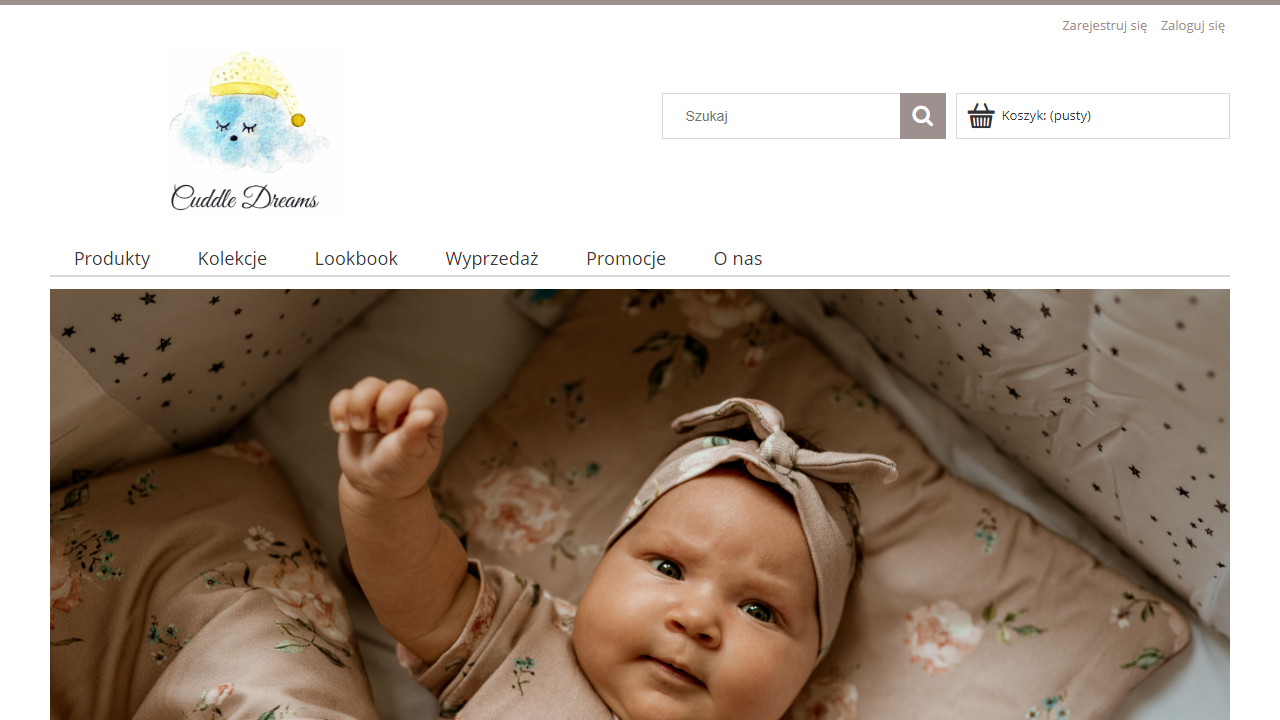 Zarejestruj się Zaloguj się
Cuddle Dreams
Szukaj
Koszyk: (pusty)
Produkty Kolekcje Lookbook Wyprzedaż Promocje O nas